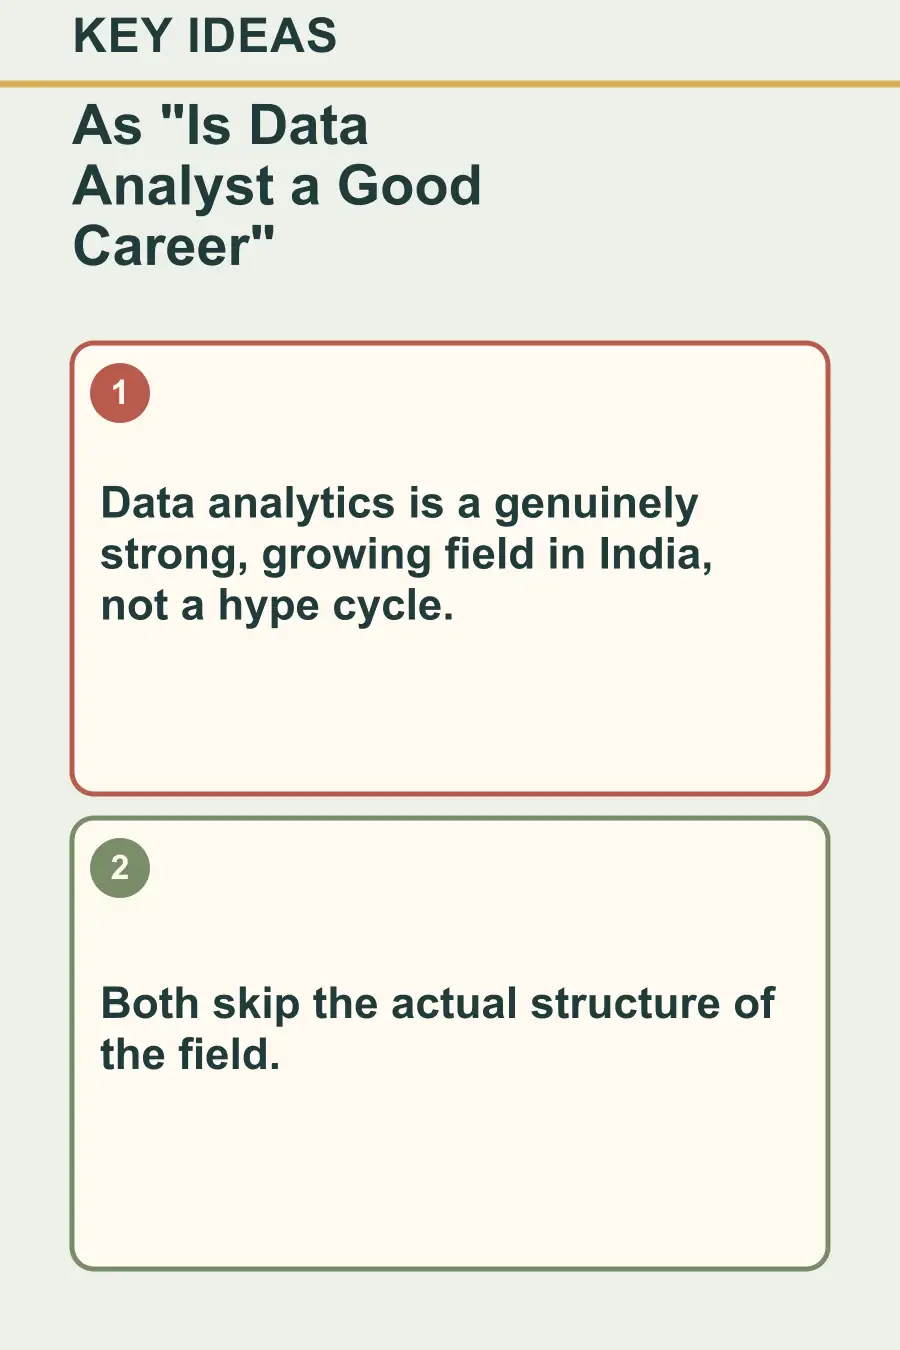 KEY IDEAS
As "Is Data
Analyst a Good
Career"
1
Data analytics is a genuinely
strong, growing field in India,
not a hype cycle.
2
Both skip the actual structure of
the field.